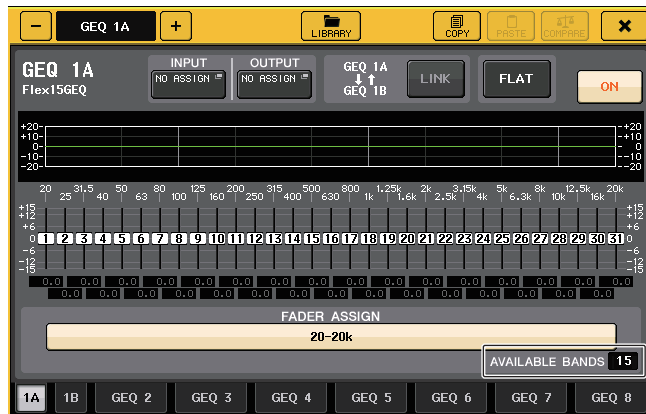 − GEQ 1A + LIBRARY COPY PASTE COMPARE ×
GEQ 1A
Flex15GEQ
INPUT OUTPUT
NO ASSIGN NO ASSIGN
GEQ 1A
GEQ 1B
LINK FLAT ON
+20 +20
+10 +10
0 0
-10 -10
-20 -20
20 31.5 50 80 125 200 315 500 800 1.25k 2k 3.15k 5k 8k 12.5k 20k
25 40 63 100 160 250 400 630 1k 1.6k 2.5k 4k 6.3k 10k 16k
+15 +15
+12 +12
+6 +6
0 1 2 3 4 5 6 7 8 9 10 11 12 13 14 15 16 17 18 19 20 21 22 23 24 25 26 27 28 29 30 31 0
-6 -6
-12 -12
-15 -15
0.0 0.0 0.0 0.0 0.0 0.0 0.0 0.0 0.0 0.0 0.0 0.0 0.0 0.0 0.0 0.0
0.0 0.0 0.0 0.0 0.0 0.0 0.0 0.0 0.0 0.0 0.0 0.0 0.0 0.0 0.0
FADER ASSIGN
20-20k
AVAILABLE BANDS 15
1A 1B GEQ 2 GEQ 3 GEQ 4 GEQ 5 GEQ 6 GEQ 7 GEQ 8